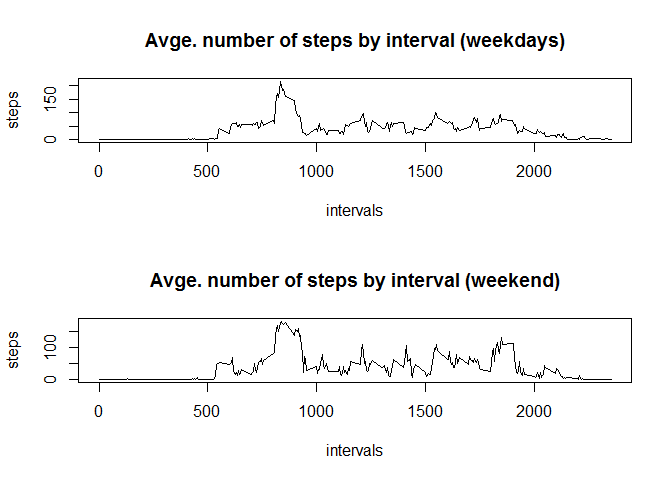 Avge. number of steps by interval (weekdays)
steps
150
0
0 500 1000 1500 2000
intervals
Avge. number of steps by interval (weekend)
steps
100
0
0 500 1000 1500 2000
intervals